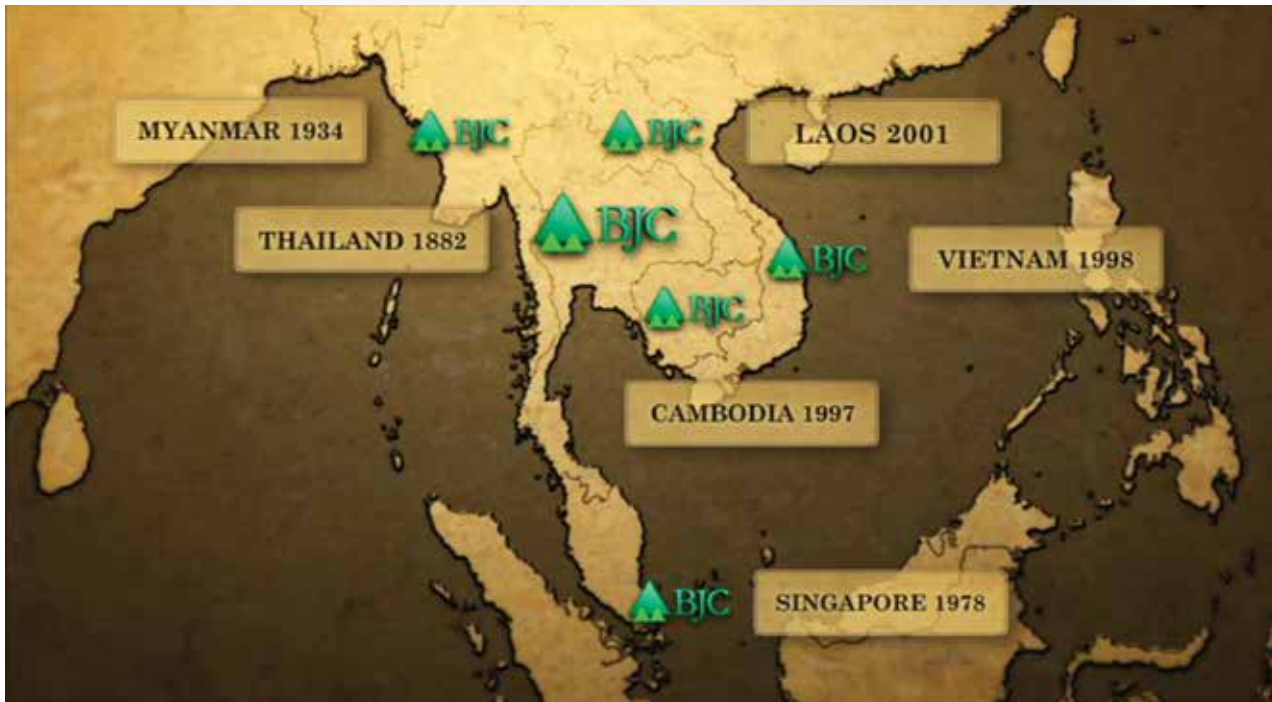 MYANMAR 1934
BJC
BJC
LAOS 2001
THAILAND 1882
BJC
BJC
VIETNAM 1998
BJC
CAMBODIA 1997
BJC
SINGAPORE 1978